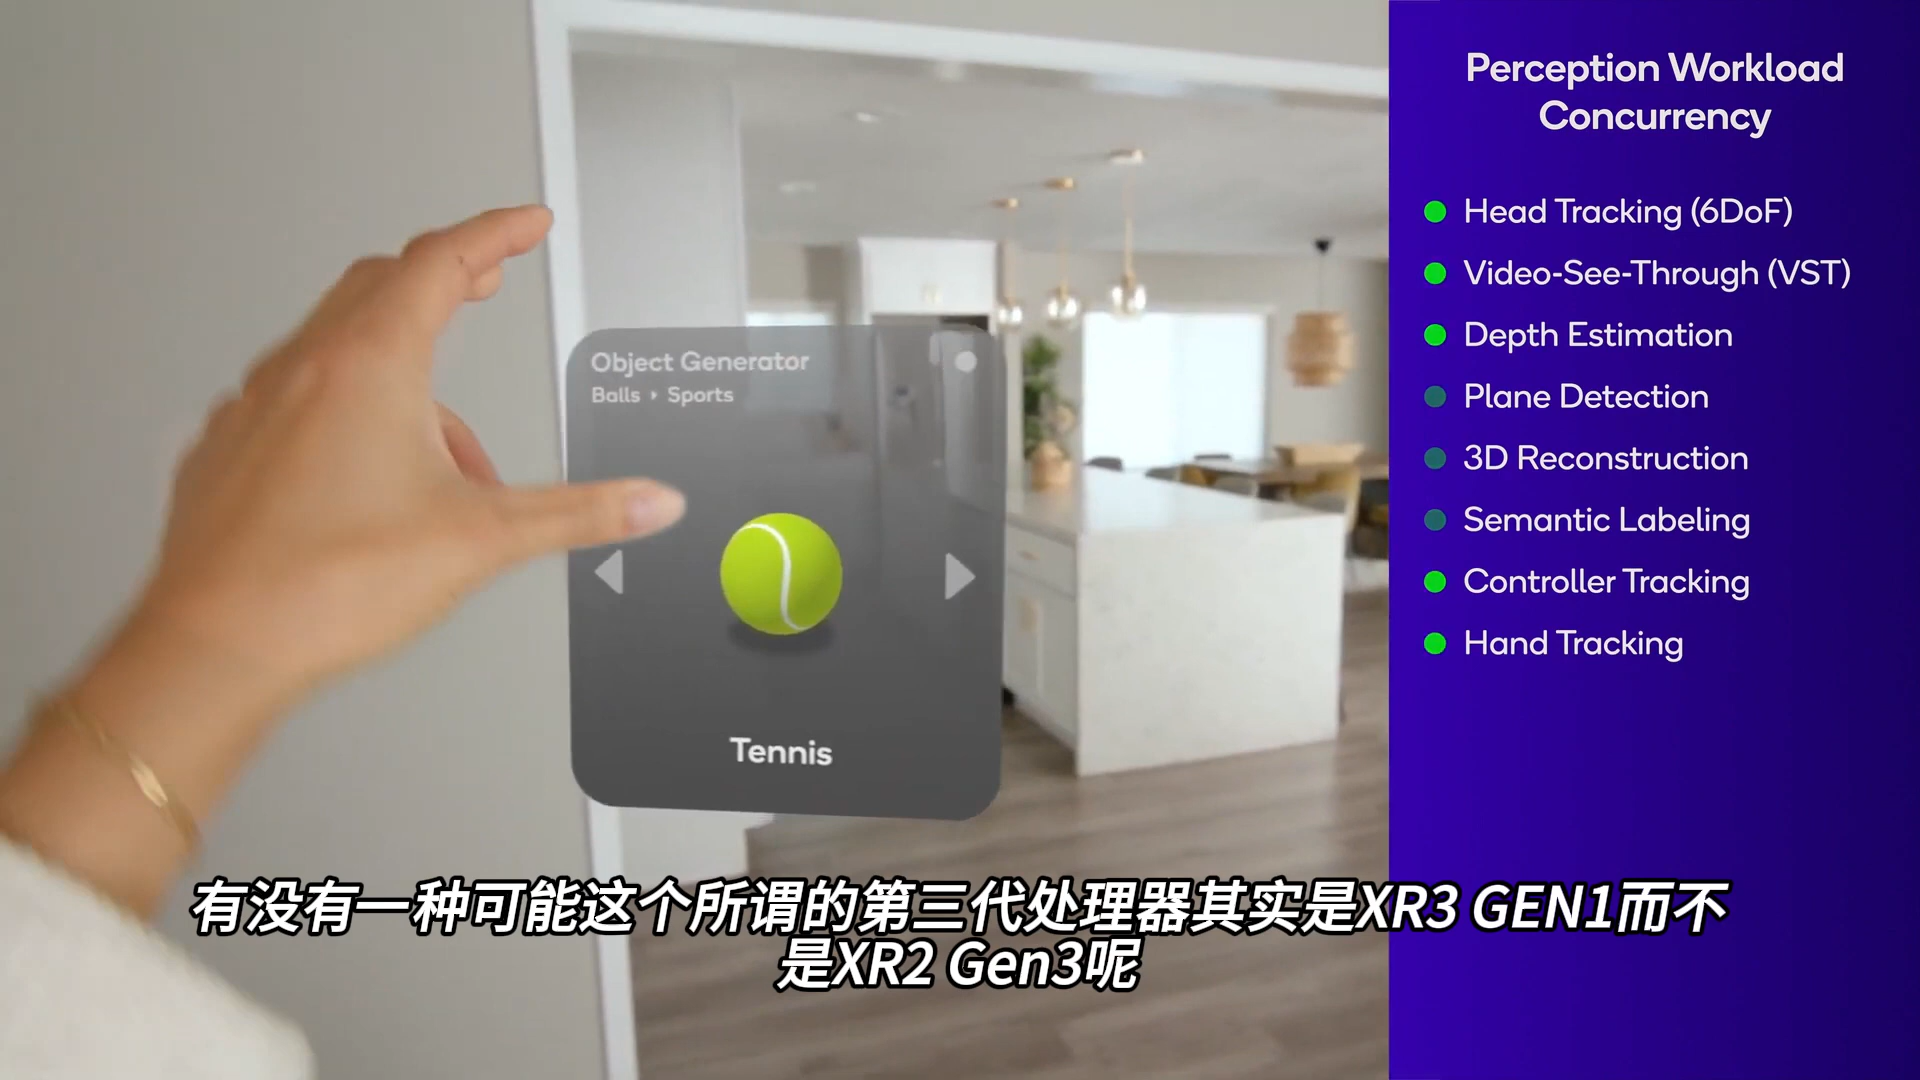 Perception Workload
Concurrency
Head Tracking (6DoF)
Video-See-Through (VST)
Depth Estimation
Plane Detection
3D Reconstruction
Semantic Labeling
Controller Tracking
Hand Tracking
Object Generator
Balls ‣ Sports
Tennis
有没有一种可能这个所谓的第三代处理器其实是XR3 GEN1而不
是XR2 Gen3呢